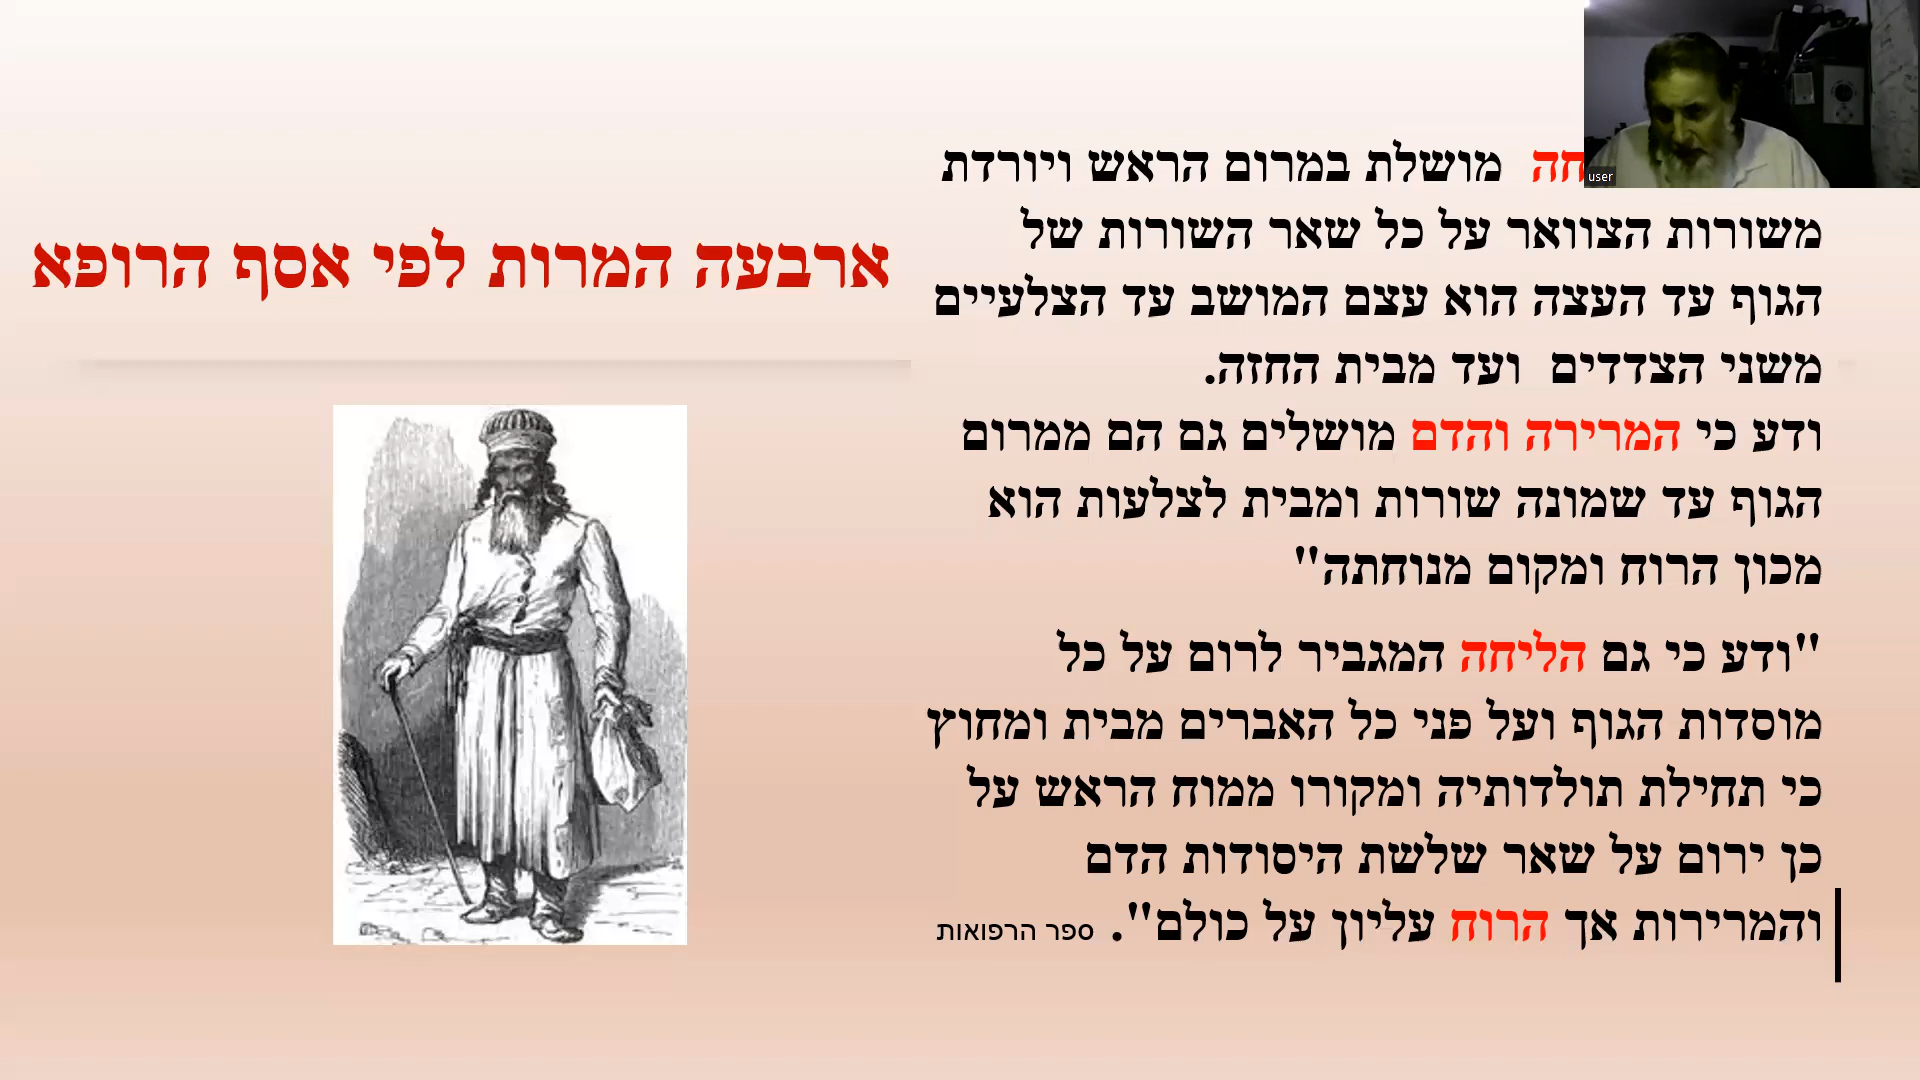 ארבעה המרות לפי אסף הרופא
מושלת במרום הראש ויורדת
משורות הצוואר על כל שאר השורות של
הגוף עד העצה הוא עצם המושב עד הצלעיים
משני הצדדים ועד מבית החזה.
ודע כי המרירה והדם מושלים גם הם ממרום
הגוף עד שמונה שורות ומבית לצלעות הוא
מכון הרוח ומקום מנוחתה"
"ודע כי גם הליחה המגביר לרום על כל
מוסדות הגוף ועל פני כל האברים מבית ומחוץ
כי תחילת תולדותיה ומקורו ממוח הראש על
כן ירום על שאר שלשת היסודות הדם
והמרירות אך הרוח עליון על כולם". ספר הרפואות
user